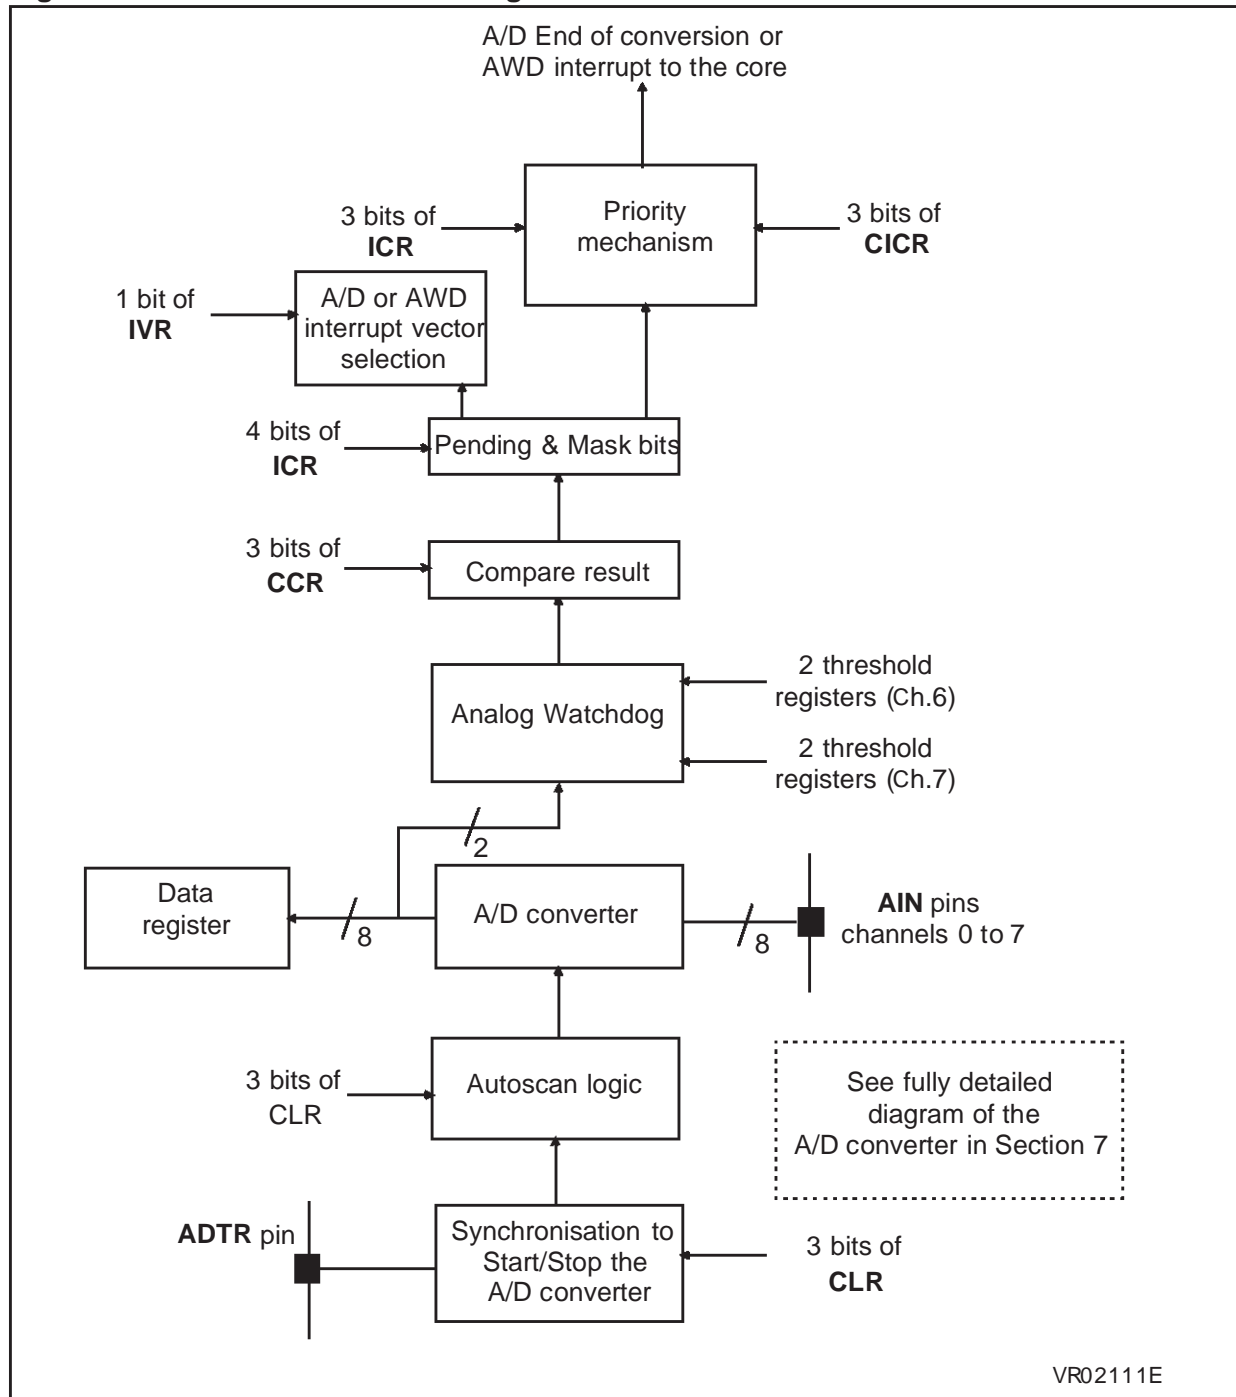 A/D End of conversion or
AWD interrupt to the core
Priority
mechanism
3 bits of
ICR
3 bits of
CICR
A/D or AWD
interrupt vector
selection
1 bit of
IVR
4 bits of
ICR
Pending & Mask bits
3 bits of
CCR
Compare result
Analog Watchdog
2 threshold
registers (Ch.6)
2 threshold
registers (Ch.7)
2
Data
register
8
A/D converter
8
AIN pins
channels 0 to 7
3 bits of
CLR
Autoscan logic
See fully detailed
diagram of the
A/D converter in Section 7
ADTR pin
Synchronisation to
Start/Stop the
A/D converter
3 bits of
CLR
VR02111E